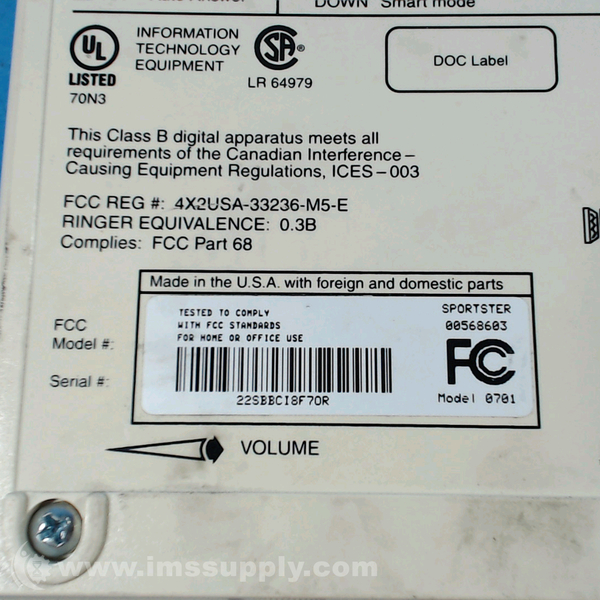 DOWN Smart mode
UL
LISTED
70N3
INFORMATION
TECHNOLOGY
EQUIPMENT
SA
LR 64979
DOC Label
This Class B digital apparatus meets all
requirements of the Canadian Interference-
Causing Equipment Regulations, ICES-003
FCC REG #: 4X2USA-33236-M5-E
RINGER EQUIVALENCE: 0.3B
Complies: FCC Part 68
Made in the U.S.A. with foreign and domestic parts
FCC
Model #:
Serial #:
TESTED TO COMPLY
WITH FCC STANDARDS
FOR HOME OR OFFICE USE
22SBBCI8F70R
SPORTSTER
00568603
FC
Model 0701
VOLUME
www.imssupply.com